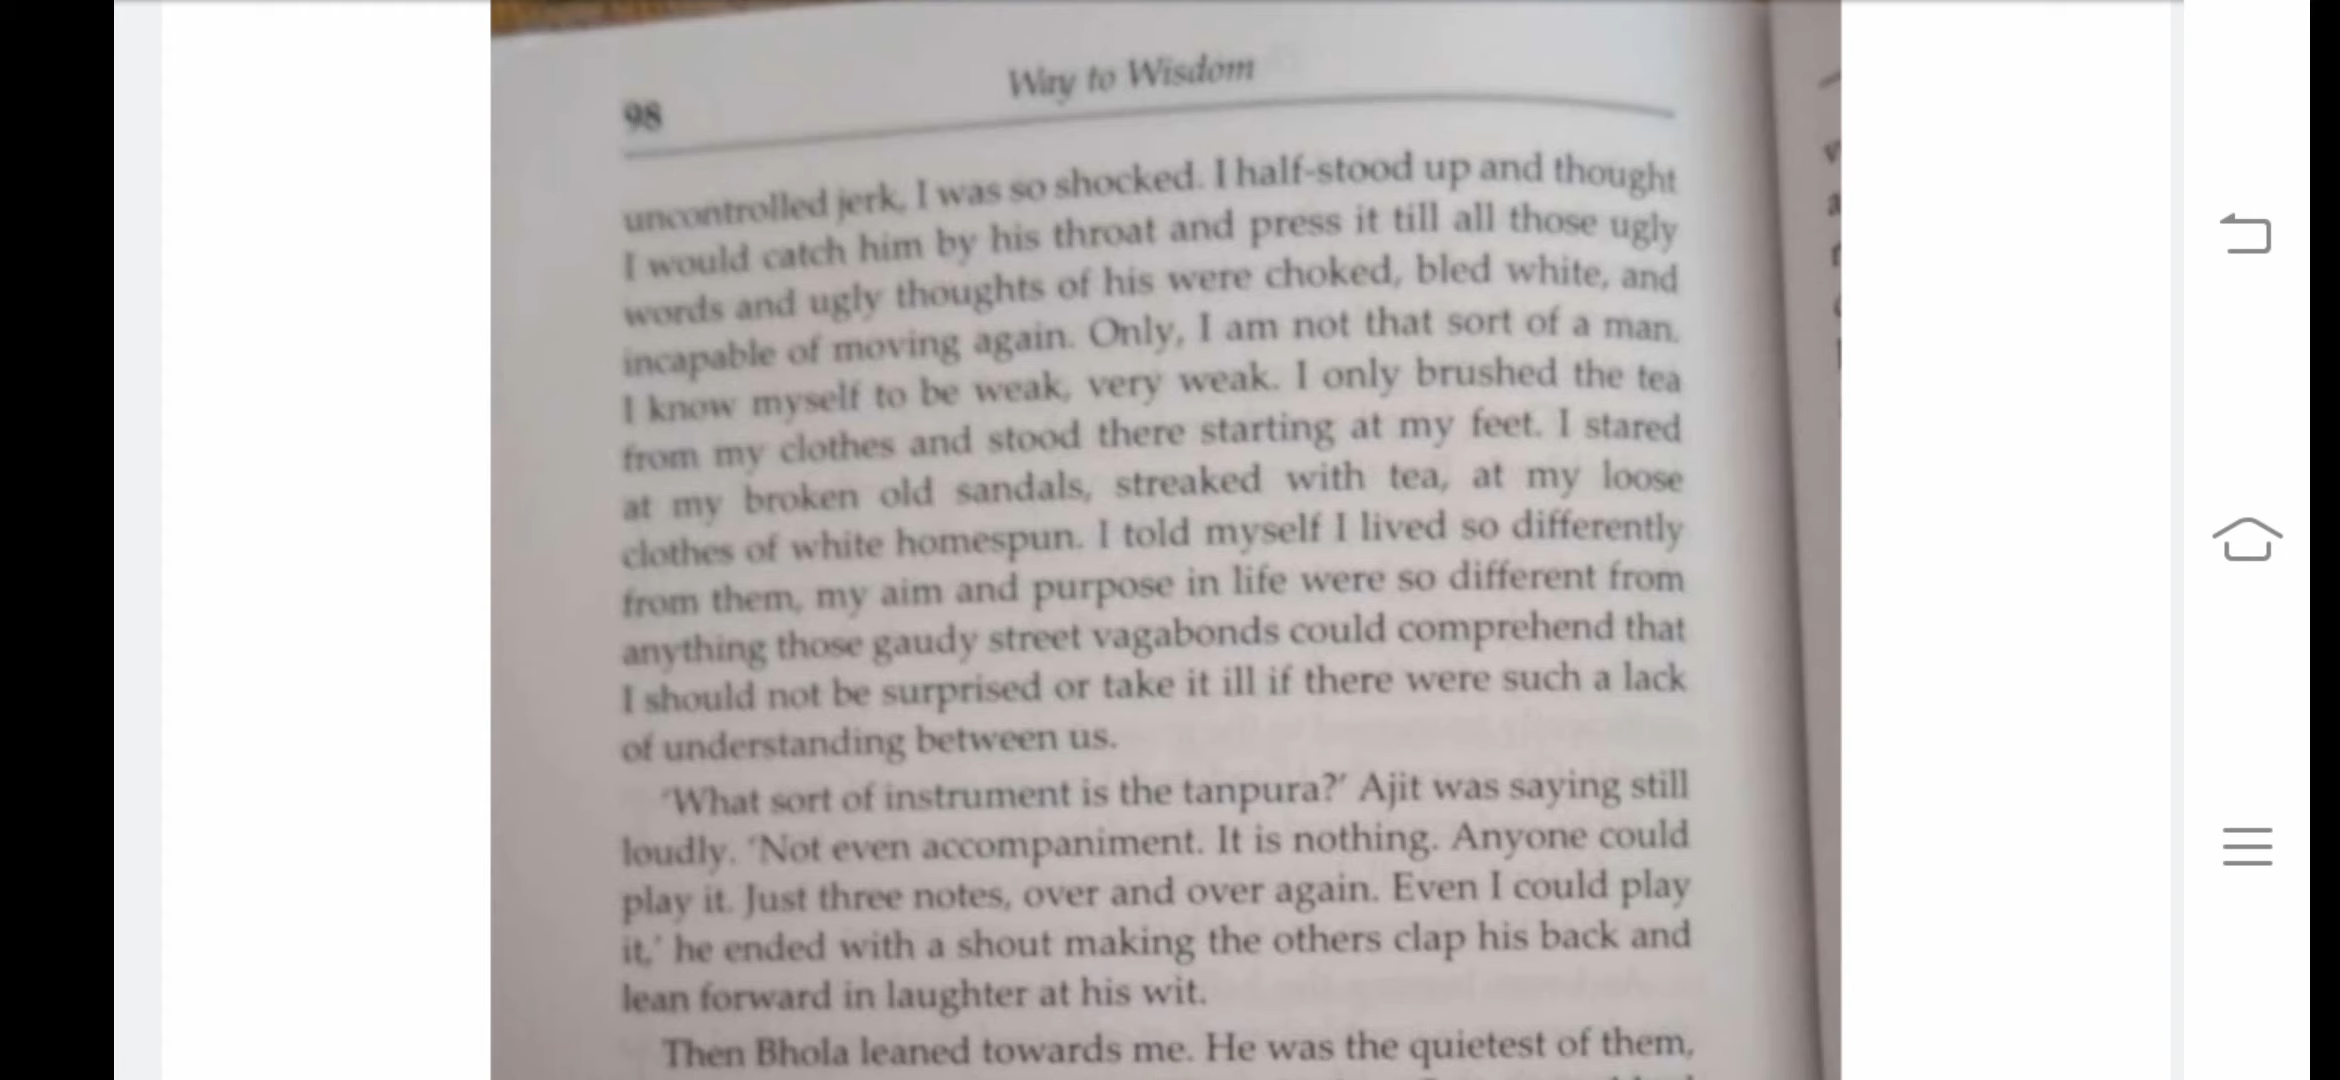 Way to Wisdom
98
uncontrolled jerk, I was so shocked. I half-stood up and thought
I would catch him by his throat and press it till all those ugly
words and ugly thoughts of his were choked, bled white, and
incapable of moving again. Only, I am not that sort of a man.
I know myself to be weak, very weak. I only brushed the tea
from my clothes and stood there starting at my feet. I stared
at my broken old sandals, streaked with tea, at my loose
clothes of white homespun. I told myself I lived so differently
from them, my aim and purpose in life were so different from
anything those gaudy street vagabonds could comprehend that
I should not be surprised or take it ill if there were such a lack
of understanding between us.
'What sort of instrument is the tanpura?' Ajit was saying still
loudly. 'Not even accompaniment. It is nothing. Anyone could
play it. Just three notes, over and over again. Even I could play
it,' he ended with a shout making the others clap his back and
lean forward in laughter at his wit.
Then Bhola leaned towards me. He was the quietest of them,